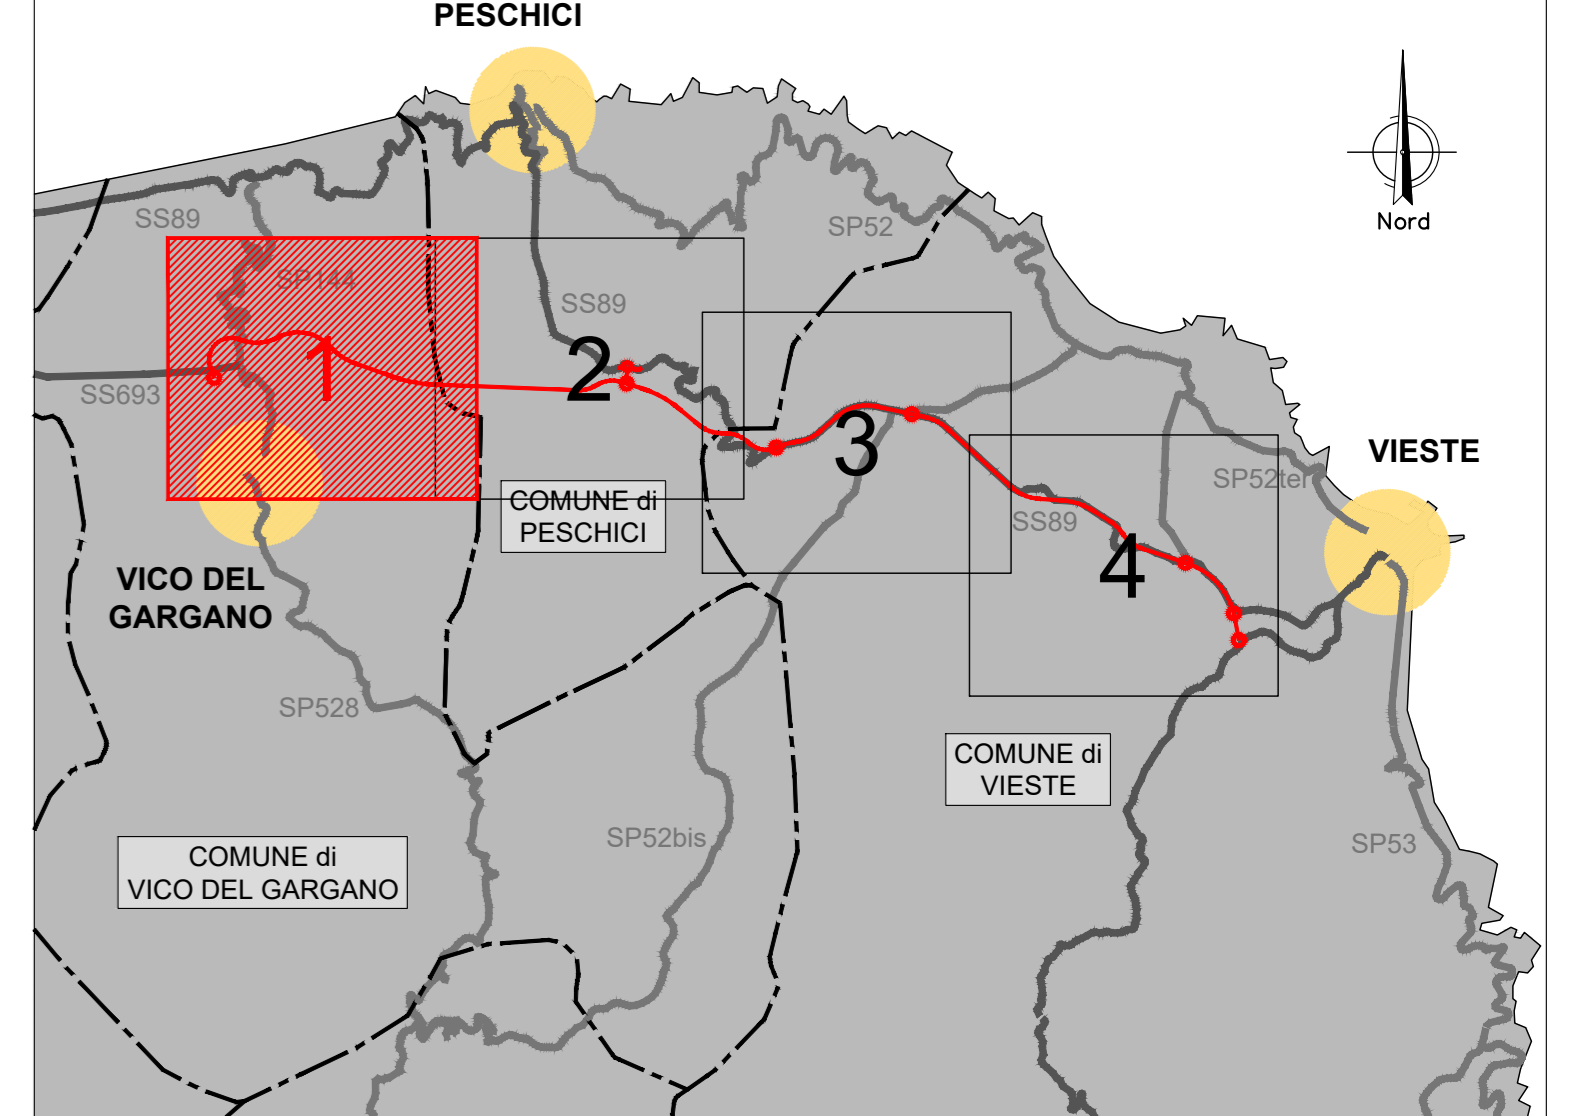 PESCHICI
Nord
SS89
SP52
SP144
SS89
1
2
SS693
3
VIESTE
SP52ter
COMUNE di
PESCHICI
SS89
4
VICO DEL
GARGANO
SP528
COMUNE di
VIESTE
SP52bis
SP53
COMUNE di
VICO DEL GARGANO